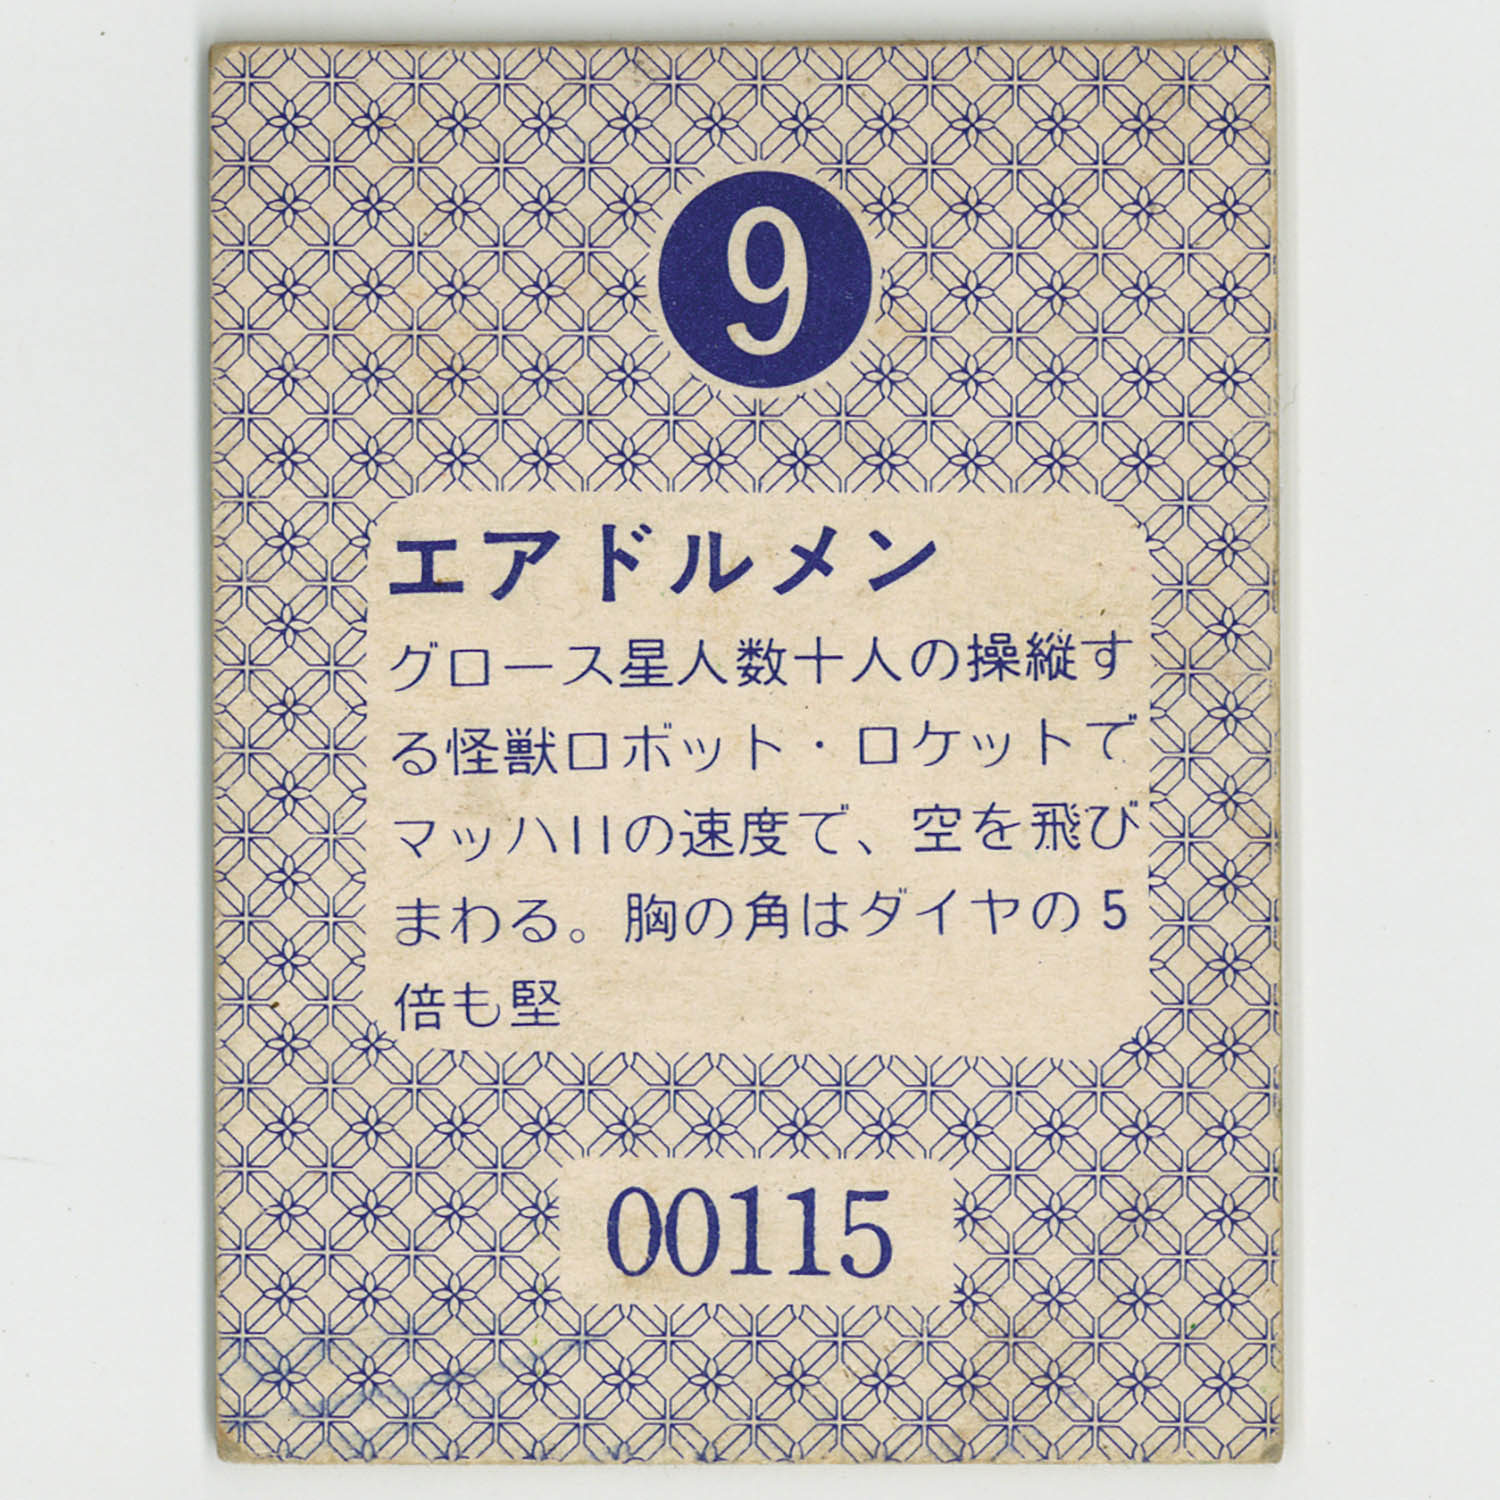 9
エアドルメン
グロース星人数十人の操縦す
る怪獣ロボット・ロケットで
マッハ11の速度で、空を飛び
まわる。胸の角はダイヤの5
倍も堅
00115